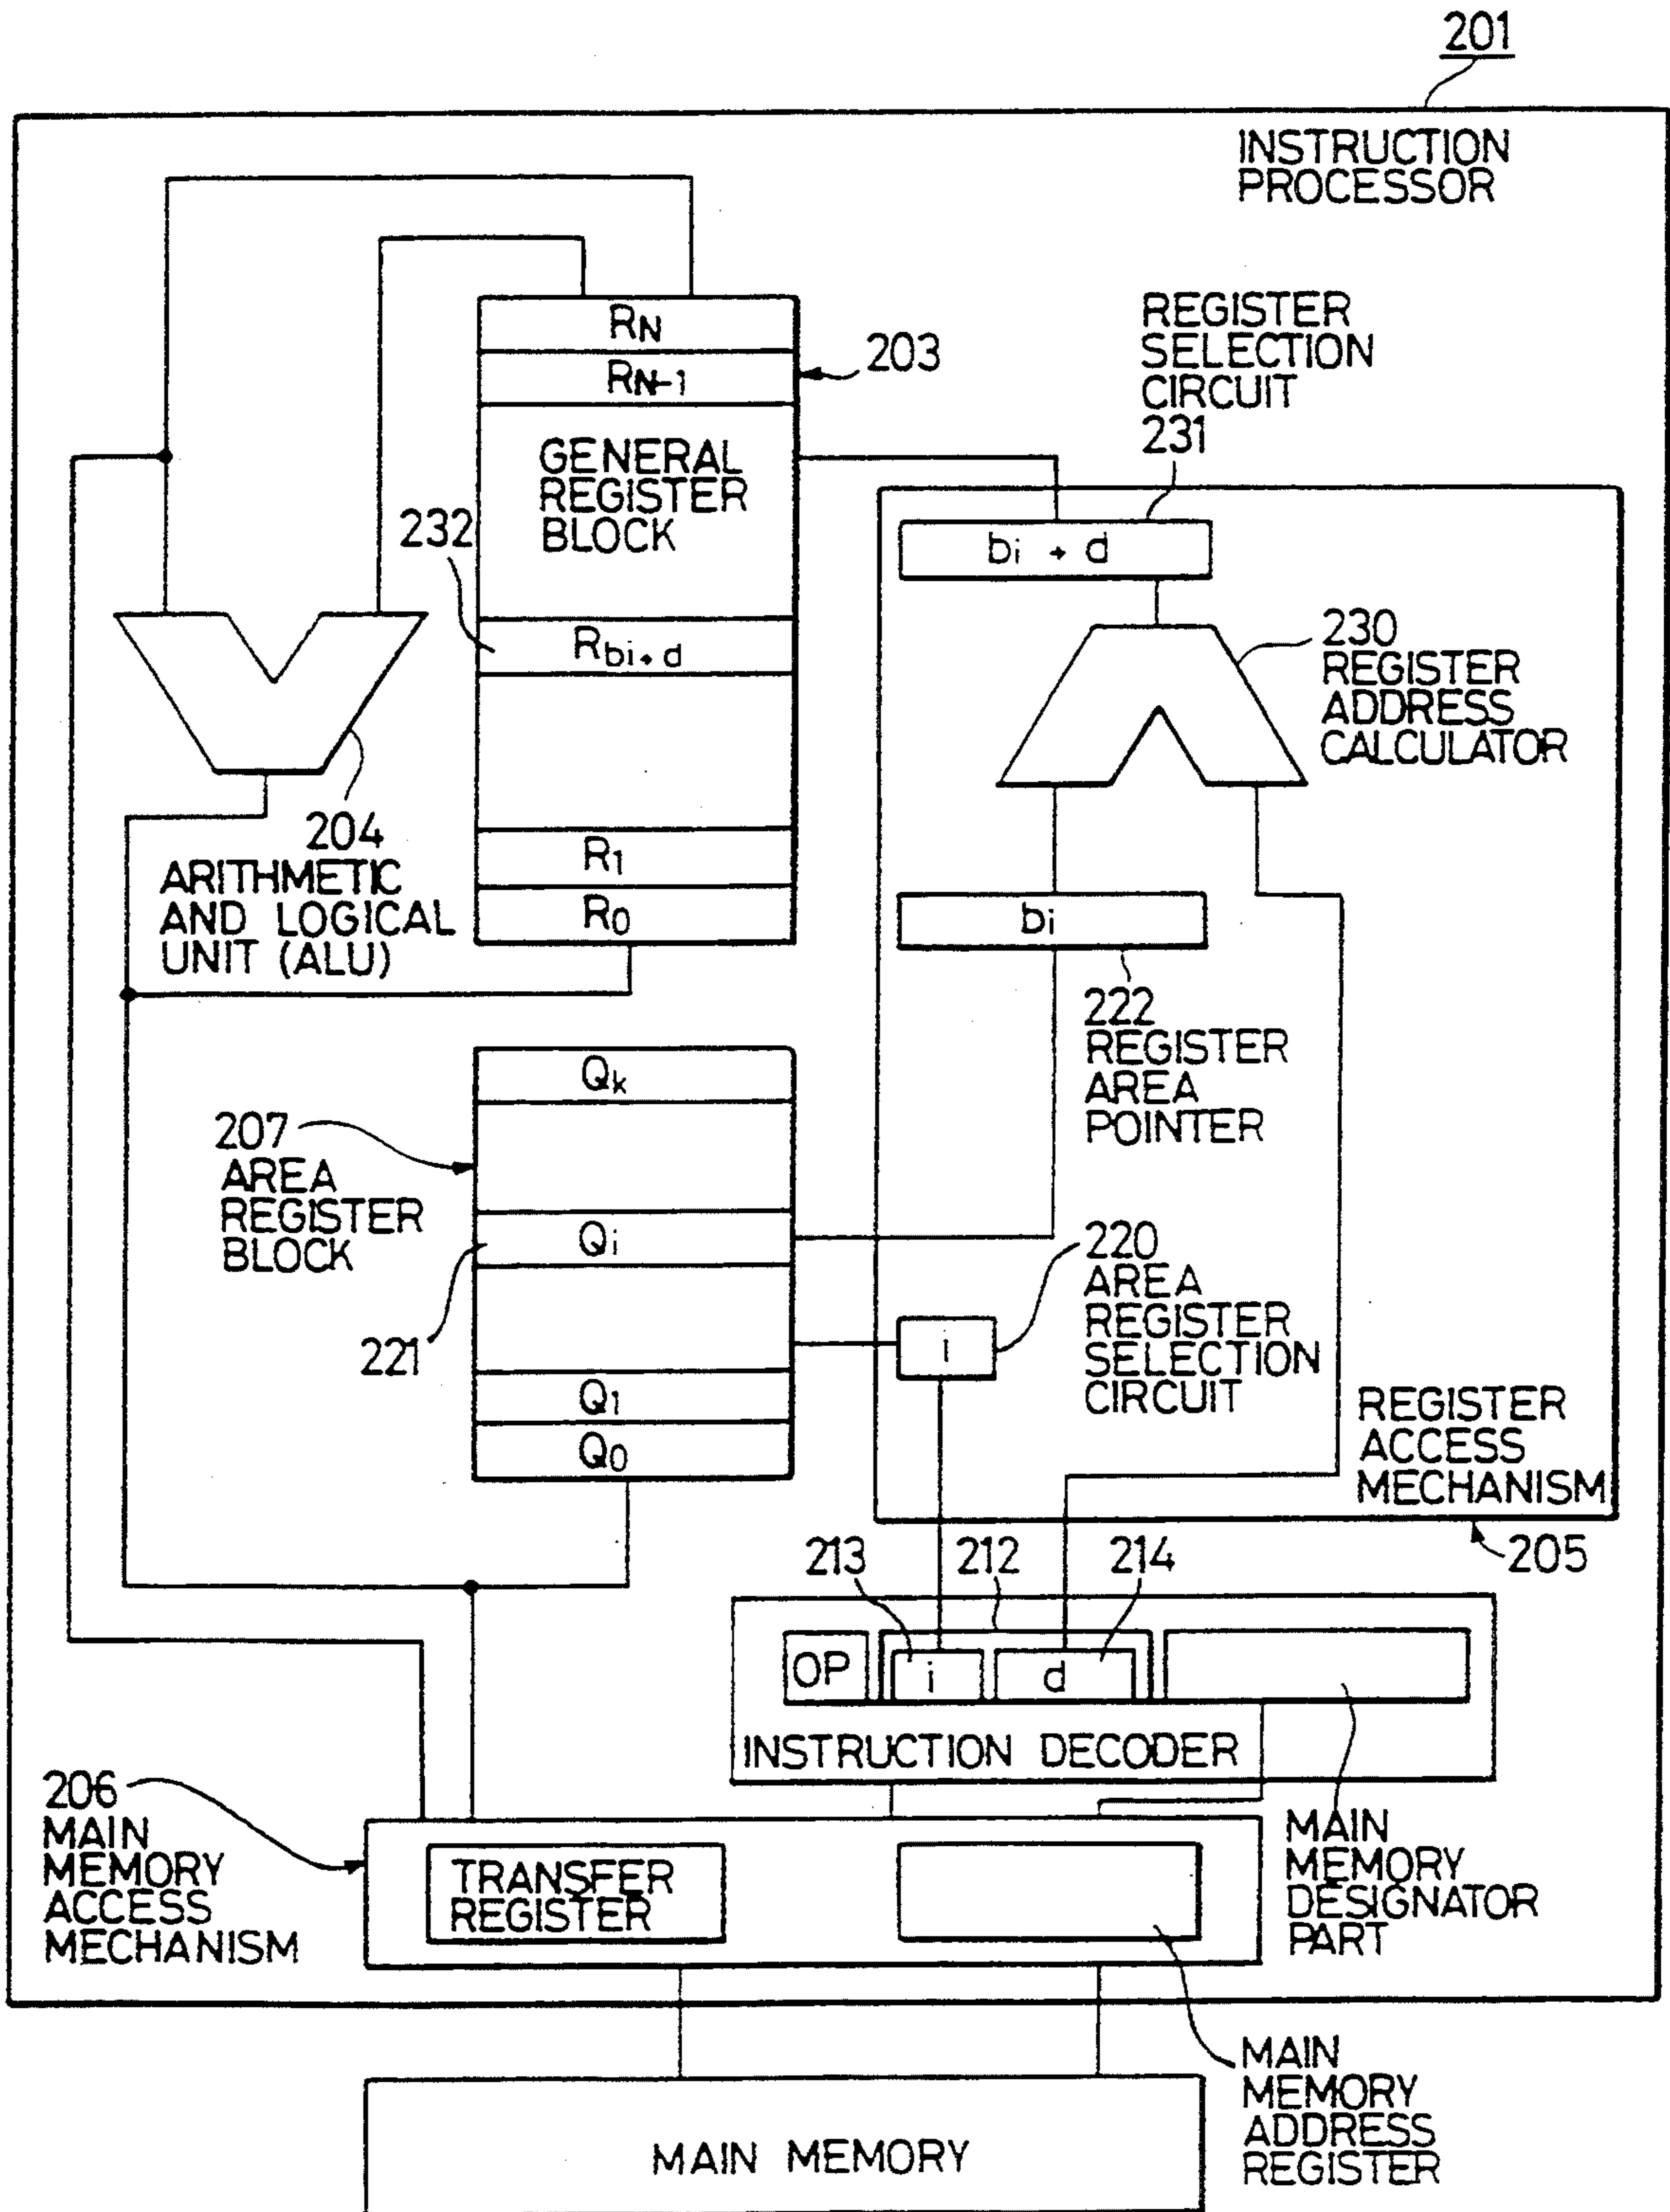 201
INSTRUCTION
PROCESSOR
RN
RN-1
203
REGISTER
SELECTION
CIRCUIT
231
GENERAL
REGISTER
BLOCK
232
bi + d
Rbi+d
230
REGISTER
ADDRESS
CALCULATOR
204
ARITHMETIC
AND LOGICAL
UNIT (ALU)
R1
R0
bi
222
REGISTER
AREA
POINTER
Qk
207
AREA
REGISTER
BLOCK
Qi
221
220
AREA
REGISTER
SELECTION
CIRCUIT
i
Q1
Q0
REGISTER
ACCESS
MECHANISM
205
213
212
214
OP
i
d
INSTRUCTION DECODER
206
MAIN
MEMORY
ACCESS
MECHANISM
TRANSFER
REGISTER
MAIN
MEMORY
DESIGNATOR
PART
MAIN
MEMORY
ADDRESS
REGISTER
MAIN MEMORY